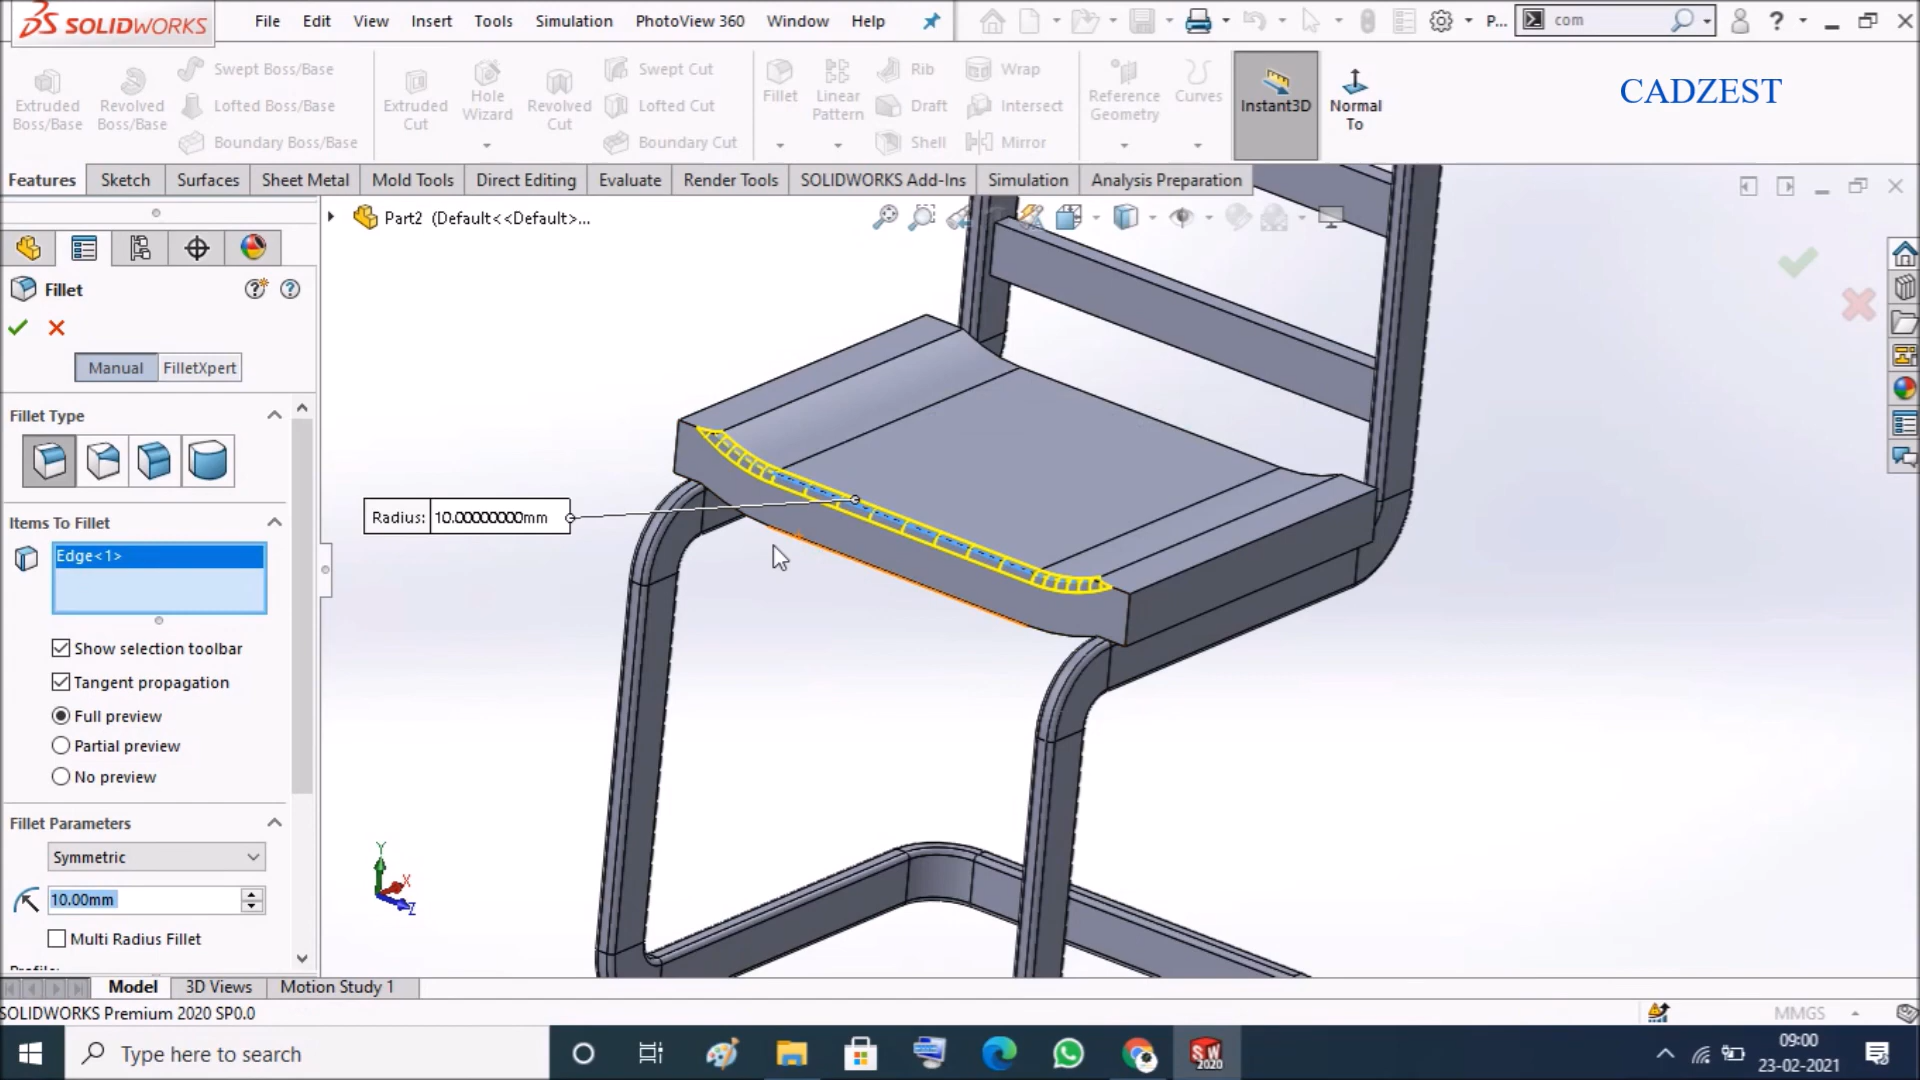 SOLIDWORKS
File Edit View Insert Tools Simulation PhotoView 360 Window Help
P...
com
Extruded Boss/Base
Revolved Boss/Base
Swept Boss/Base
Lofted Boss/Base
Boundary Boss/Base
Extruded Cut
Hole Wizard
Revolved Cut
Swept Cut
Lofted Cut
Boundary Cut
Fillet
Linear Pattern
Rib
Draft
Shell
Wrap
Intersect
Mirror
Reference Geometry
Curves
Instant3D
Normal To
CADZEST
Features Sketch Surfaces Sheet Metal Mold Tools Direct Editing Evaluate Render Tools SOLIDWORKS Add-Ins Simulation Analysis Preparation
Part2 (Default<<Default>...
Fillet
Manual FilletXpert
Fillet Type
Items To Fillet
Edge<1>
Show selection toolbar
Tangent propagation
Full preview
Partial preview
No preview
Fillet Parameters
Symmetric
10.00mm
Multi Radius Fillet
Radius: 10.00000000mm
Y
X
Z
Model 3D Views Motion Study 1
SOLIDWORKS Premium 2020 SP0.0
MMGS
Type here to search
SW
2020
09:00
23-02-2021